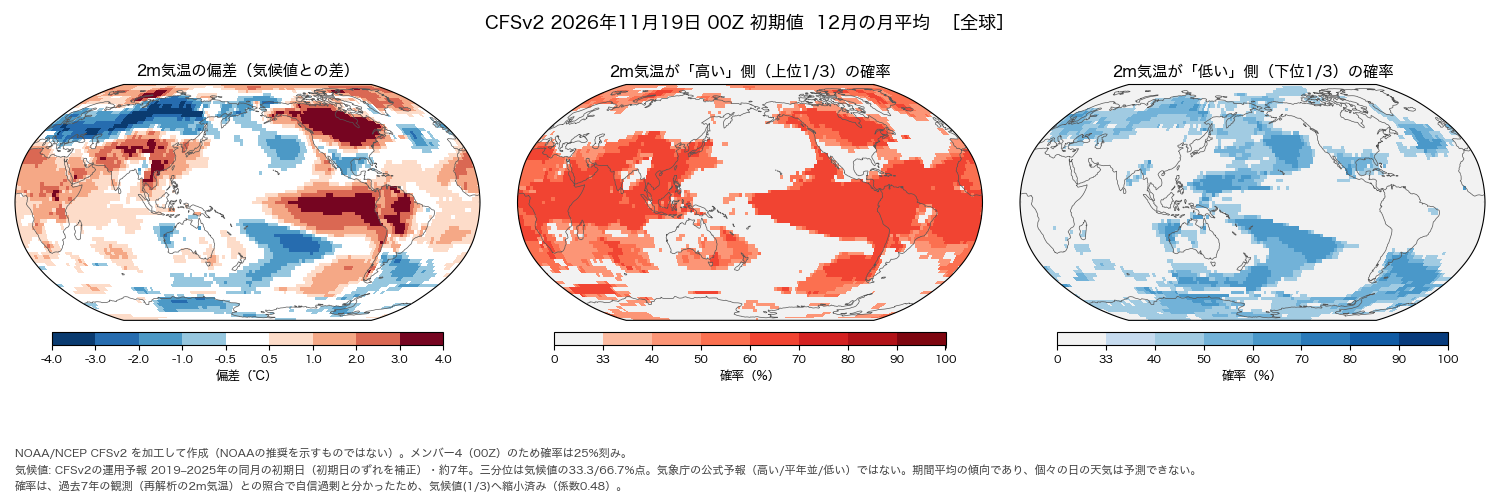 CFSv2 2026年11月19日 00Z 初期値  12月の月平均  ［全球］
2m気温の偏差（気候値との差）
2m気温が「高い」側（上位1/3）の確率
2m気温が「低い」側（下位1/3）の確率
-4.0 -3.0 -2.0 -1.0 -0.5 0.5 1.0 2.0 3.0 4.0
偏差（℃）
0 33 40 50 60 70 80 90 100
確率（%）
0 33 40 50 60 70 80 90 100
確率（%）
NOAA/NCEP CFSv2 を加工して作成（NOAAの推奨を示すものではない）。メンバー4（00Z）のため確率は25%刻み。
気候値: CFSv2の運用予報 2019–2025年の同月の初期日（初期日のずれを補正）・約7年。三分位は気候値の33.3/66.7%点。気象庁の公式予報（高い/平年並/低い）ではない。期間平均の傾向であり、個々の日の天気は予測できない。
確率は、過去7年の観測（再解析の2m気温）との照合で自信過剰と分かったため、気候値(1/3)へ縮小済み（係数0.48）。